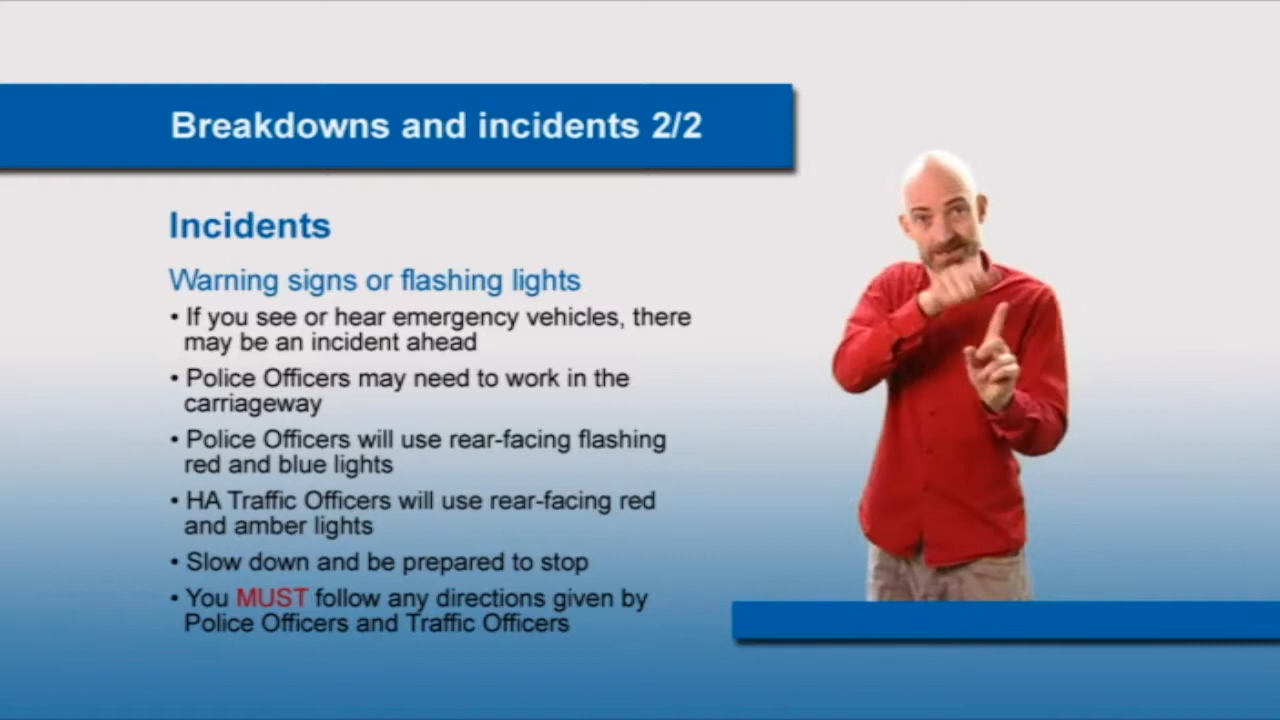 Breakdowns and incidents 2/2
Incidents
Warning signs or flashing lights
• If you see or hear emergency vehicles, there
may be an incident ahead
• Police Officers may need to work in the
carriageway
• Police Officers will use rear-facing flashing
red and blue lights
• HA Traffic Officers will use rear-facing red
and amber lights
• Slow down and be prepared to stop
• You MUST follow any directions given by
Police Officers and Traffic Officers